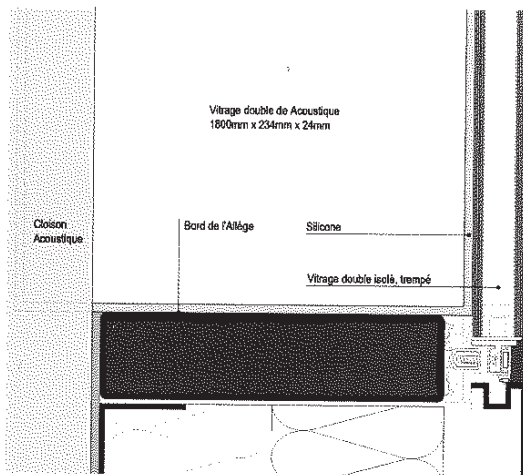 Vitrage double de Acoustique
1800mm x 234mm x 24mm
Cloison
Acoustique
Bord de l'Allège
Silicone
Vitrage double isolé, trempé